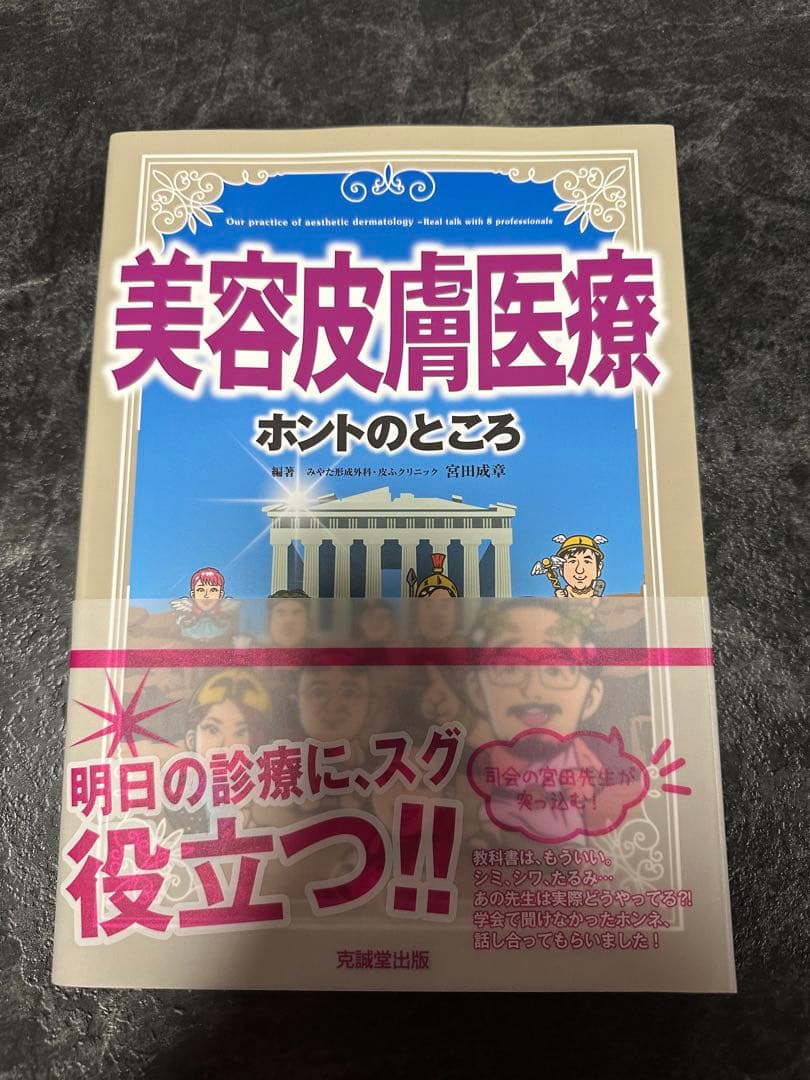 Our practice of aesthetic dermatology –Real talk with 8 professionals
美容皮膚医療
ホントのところ
編著 みやた形成外科・皮ふクリニック 宮田成章
明日の診療に、スグ
役立つ!!
司会の宮田先生が
突っ込む!
教科書は、もういい。
シミ、シワ、たるみ…
あの先生は実際どうやってる?!
学会で聞けなかったホンネ、
話し合ってもらいました!
克誠堂出版